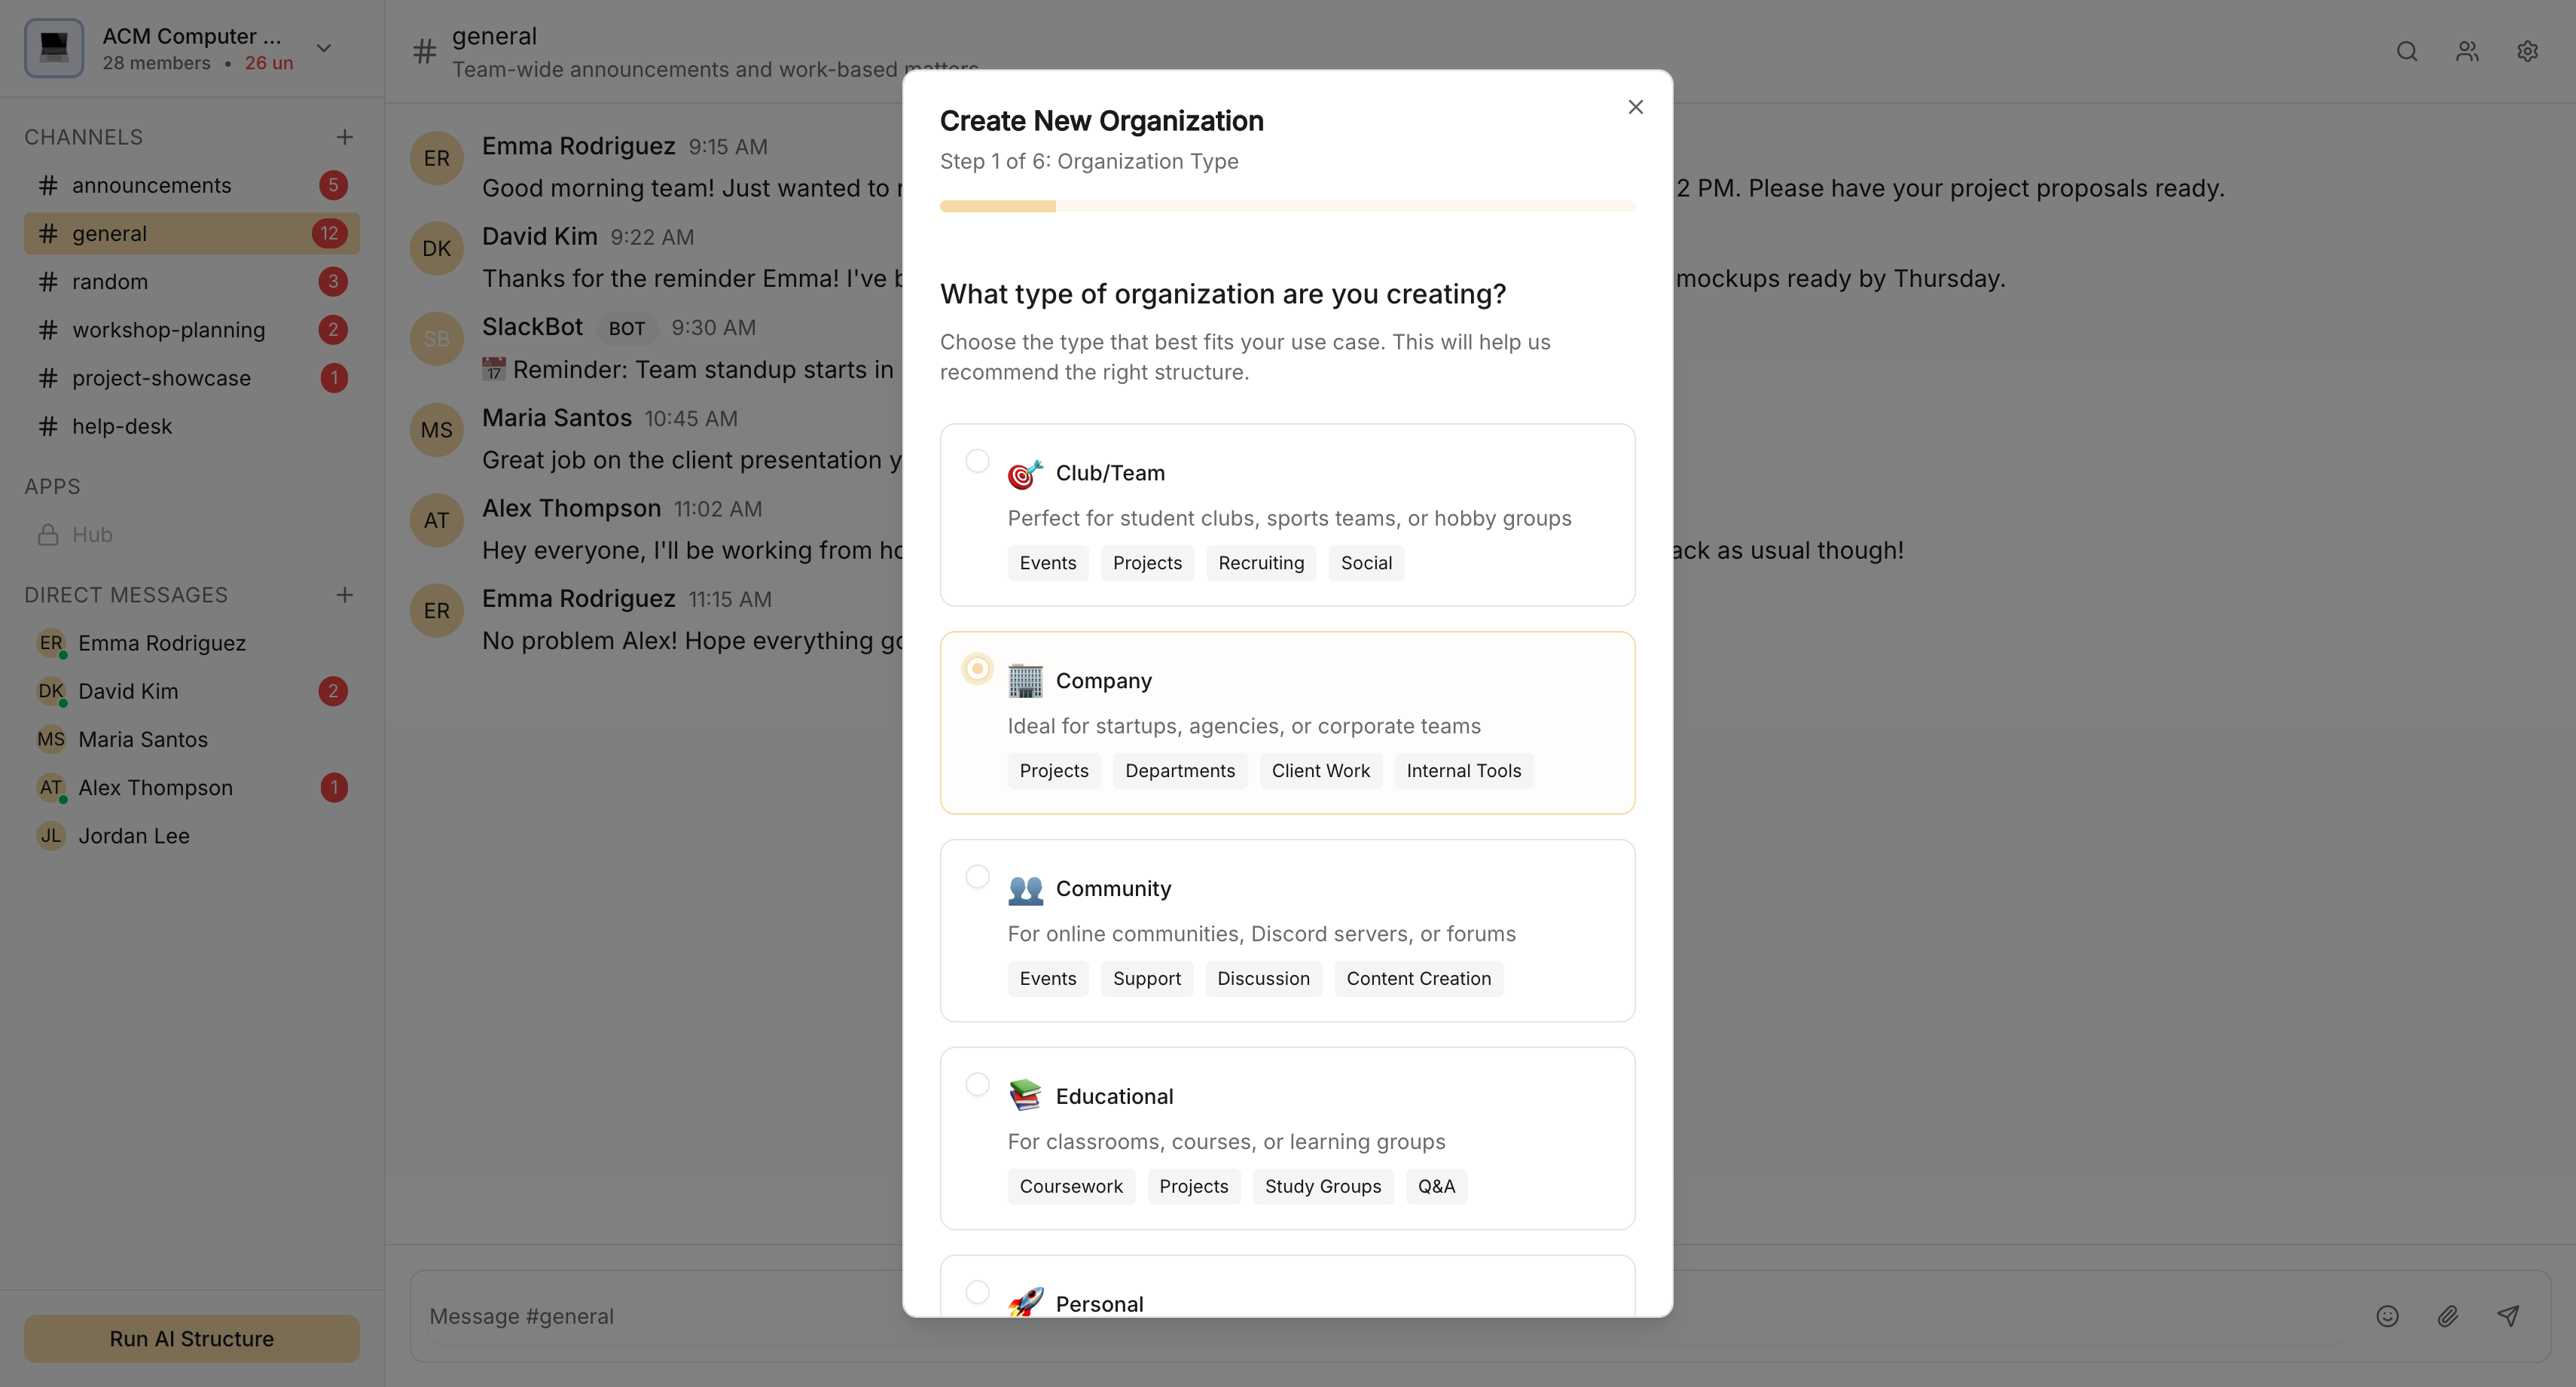 ACM Computer ...
28 members • 26 un
CHANNELS
# announcements 5
# general 12
# random 3
# workshop-planning 2
# project-showcase 1
# help-desk
APPS
Hub
DIRECT MESSAGES
ER Emma Rodriguez
DK David Kim 2
MS Maria Santos
AT Alex Thompson 1
JL Jordan Lee
Run AI Structure
# general
Team-wide announcements and work-based matters
ER Emma Rodriguez 9:15 AM
Good morning team! Just wanted to
2 PM. Please have your project proposals ready.
DK David Kim 9:22 AM
Thanks for the reminder Emma! I've
mockups ready by Thursday.
SB SlackBot BOT 9:30 AM
17 Reminder: Team standup starts in
MS Maria Santos 10:45 AM
Great job on the client presentation
AT Alex Thompson 11:02 AM
Hey everyone, I'll be working from
as usual though!
ER Emma Rodriguez 11:15 AM
No problem Alex! Hope everything
Message #general
Create New Organization
Step 1 of 6: Organization Type
What type of organization are you creating?
Choose the type that best fits your use case. This will help us
recommend the right structure.
Club/Team
Perfect for student clubs, sports teams, or hobby groups
Events Projects Recruiting Social
Company
Ideal for startups, agencies, or corporate teams
Projects Departments Client Work Internal Tools
Community
For online communities, Discord servers, or forums
Events Support Discussion Content Creation
Educational
For classrooms, courses, or learning groups
Coursework Projects Study Groups Q&A
Personal